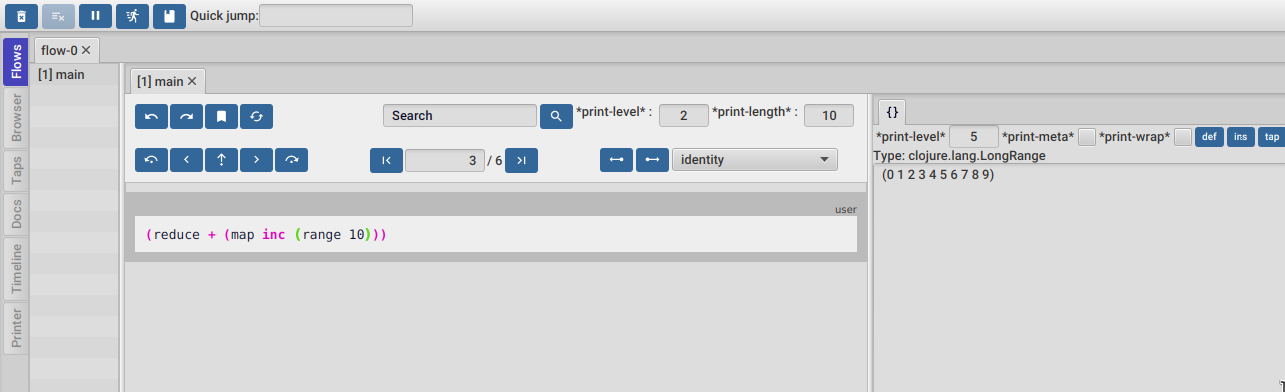 Quick jump:
Flows
Browser
Taps
Docs
Timeline
Printer
flow-0
[1] main
[1] main
Search
*print-level* : 2 *print-length* : 10
3 / 6
identity
user
(reduce + (map inc (range 10)))
{}
*print-level* 5 *print-meta* *print-wrap* def ins tap
Type: clojure.lang.LongRange
(0 1 2 3 4 5 6 7 8 9)